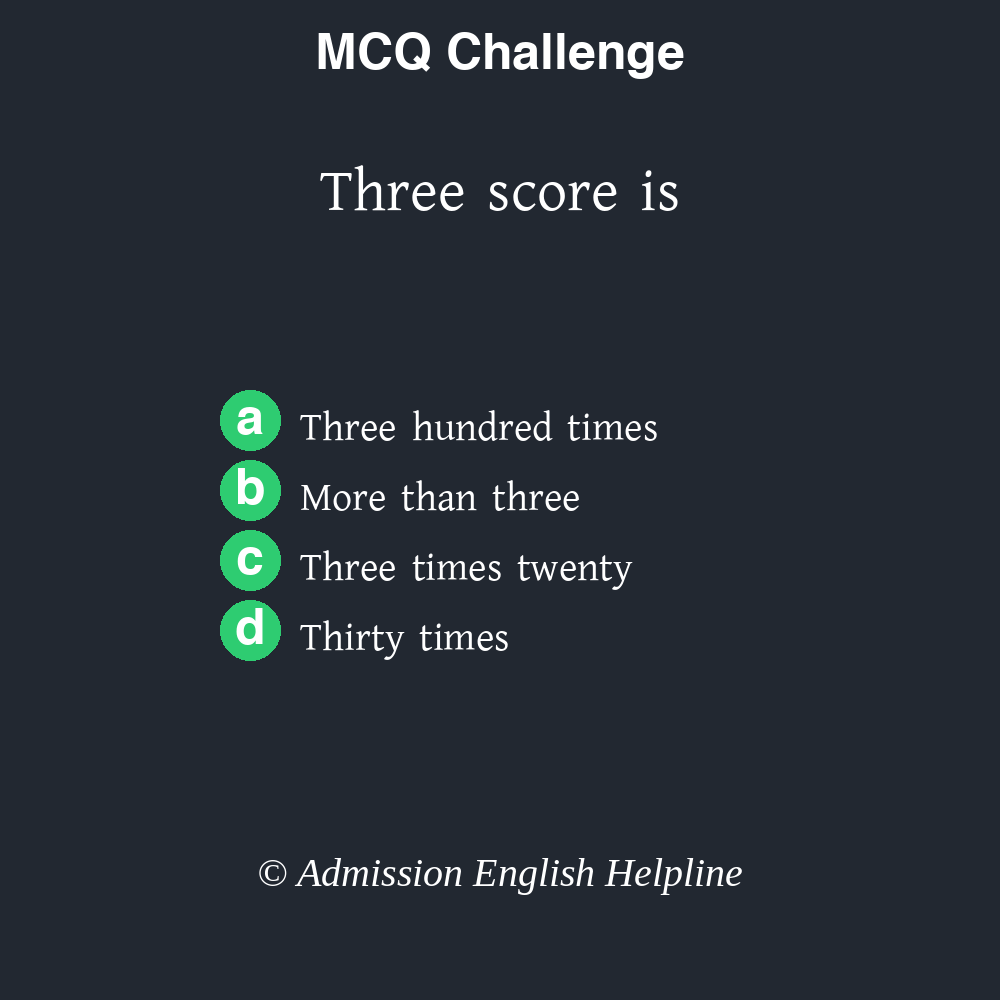 MCQ Challenge
Three score is
a Three hundred times
b More than three
c Three times twenty
d Thirty times
© Admission English Helpline